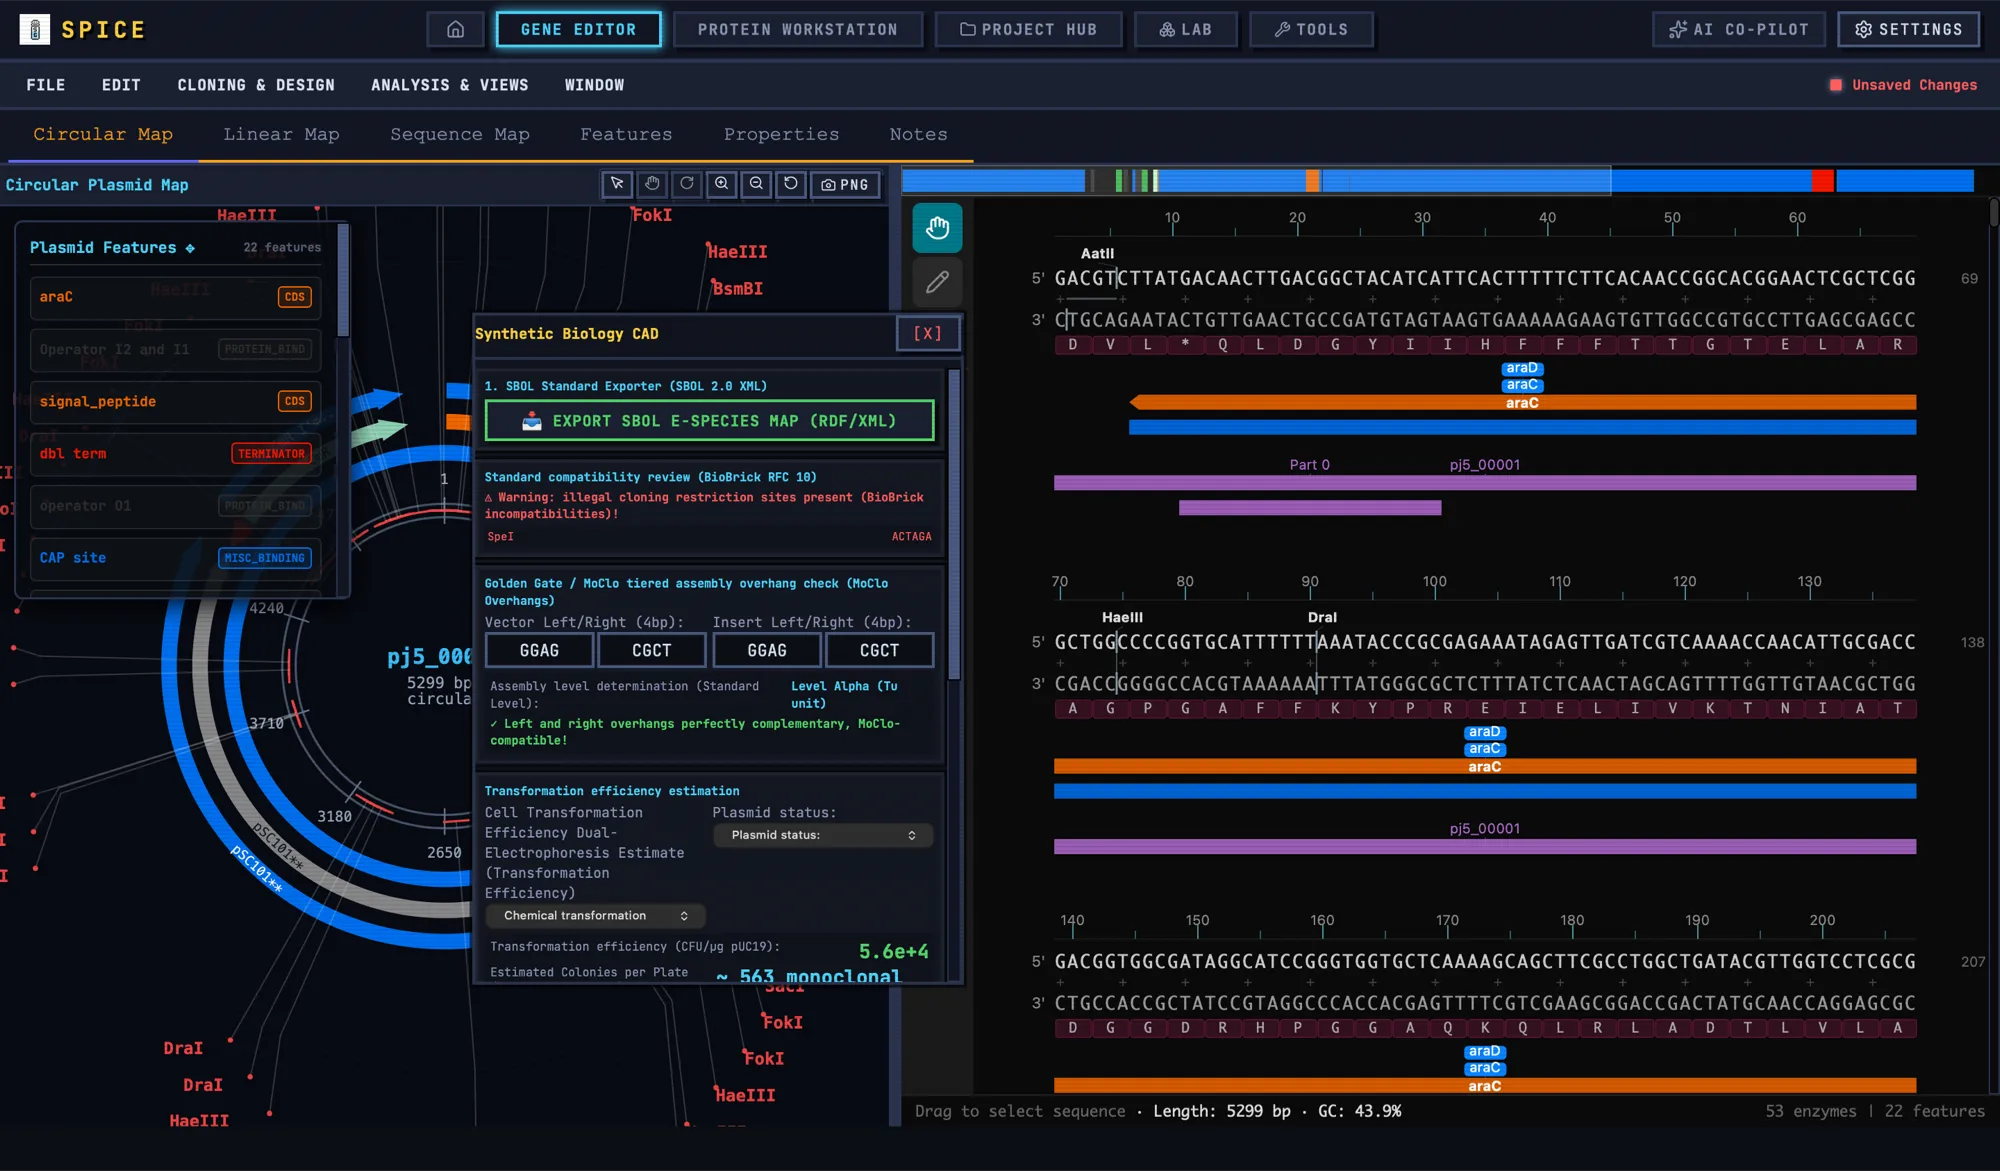 SPICE
GENE EDITOR
PROTEIN WORKSTATION
PROJECT HUB
LAB
TOOLS
AI CO-PILOT
SETTINGS
FILE
EDIT
CLONING & DESIGN
ANALYSIS & VIEWS
WINDOW
Unsaved Changes
Circular Map
Linear Map
Sequence Map
Features
Properties
Notes
Circular Plasmid Map
PNG
HaeIII
FokI
HaeIII
BsmBI
Plasmid Features
22 features
araC
CDS
Operator I2 and I1
PROTEIN_BIND
signal_peptide
CDS
dbl term
TERMINATOR
operator O1
PROTEIN_BIND
CAP site
MISC_BINDING
1
4240
3710
3180
2650
pj5_000
5299 bp
circula
pSC101**
pSC101**
DraI
DraI
HaeIII
SacI
FokI
FokI
HaeIII
Synthetic Biology CAD
[X]
1. SBOL Standard Exporter (SBOL 2.0 XML)
EXPORT SBOL E-SPECIES MAP (RDF/XML)
Standard compatibility review (BioBrick RFC 10)
⚠ Warning: illegal cloning restriction sites present (BioBrick
incompatibilities)!
SpeI
ACTAGA
Golden Gate / MoClo tiered assembly overhang check (MoClo
Overhangs)
Vector Left/Right (4bp):
Insert Left/Right (4bp):
GGAG
CGCT
GGAG
CGCT
Assembly level determination (Standard
Level):
Level Alpha (Tu
unit)
✓ Left and right overhangs perfectly complementary, MoClo-
compatible!
Transformation efficiency estimation
Cell Transformation
Efficiency Dual-
Electrophoresis Estimate
(Transformation
Efficiency)
Chemical transformation
Plasmid status:
Plasmid status:
Transformation efficiency (CFU/µg pUC19):
5.6e+4
Estimated Colonies per Plate
~ 563 monoclonal
10 20 30 40 50 60
AatII
5' GACGTCTTATGACAACTTGACGGCTACATCATTCACTTTTTCTTCACAACCGGCACGGAACTCGCTCGG 69
3' CTGCAGAATACTGTTGAACTGCCGATGTAGTAAGTGAAAAAGAAGTGTTGGCCGTGCCTTGAGCGAGCC
D V L * Q L D G Y I I H F F F T T G T E L A R
araD
araC
araC
Part 0
pj5_00001
70 80 90 100 110 120 130
HaeIII
DraI
5' GCTGGCCCCGGTGCATTTTTTAAATACCCGCGAGAAATAGAGTTGATCGTCAAAACCAACATTGCGACC 138
3' CGACCGGGGCCACGTAAAAAATTTATGGGCGCTCTTTATCTCAACTAGCAGTTTTGGTTGTAACGCTGG
A G P G A F F K Y P R E I E L I V K T N I A T
araD
araC
araC
pj5_00001
140 150 160 170 180 190 200
5' GACGGTGGCGATAGGCATCCGGGTGGTGCTCAAAAGCAGCTTCGCCTGGCTGATACGTTGGTCCTCGCG 207
3' CTGCCACCGCTATCCGTAGGCCCACCACGAGTTTTCGTCGAAGCGGACCGACTATGCAACCAGGAGCGC
D G G D R H P G G A Q K Q L R L A D T L V L A
araD
araC
araC
Drag to select sequence · Length: 5299 bp · GC: 43.9%
53 enzymes | 22 features